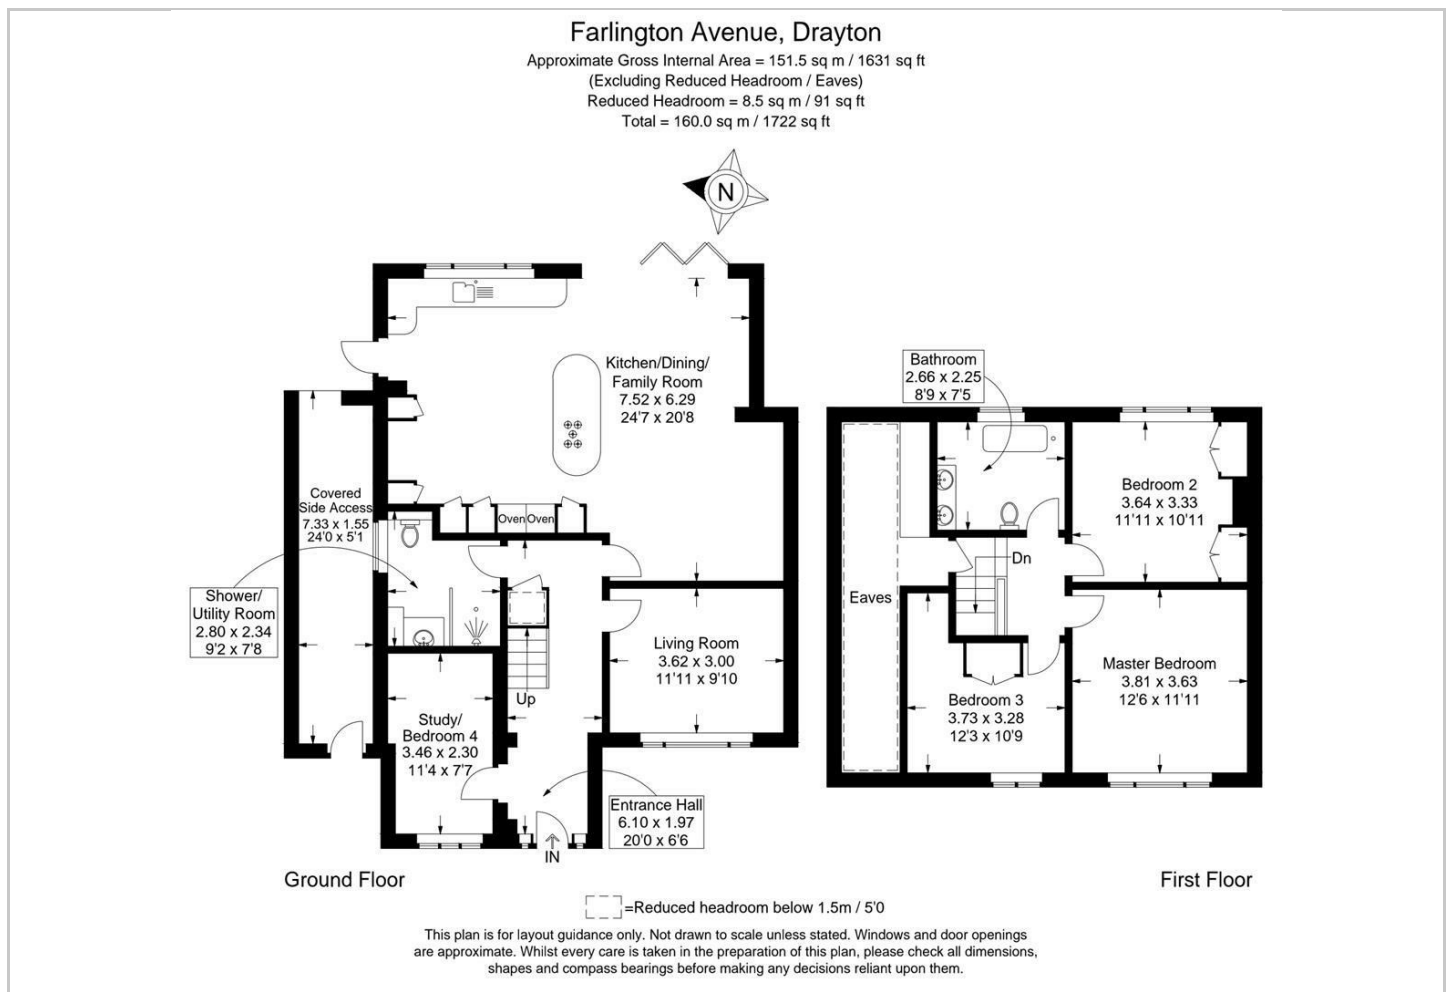 Farlington Avenue, Drayton
Approximate Gross Internal Area = 151.5 sq m / 1631 sq ft
(Excluding Reduced Headroom / Eaves)
Reduced Headroom = 8.5 sq m / 91 sq ft
Total = 160.0 sq m / 1722 sq ft
N
Kitchen/Dining/
Family Room
7.52 x 6.29
24'7 x 20'8
Covered
Side Access
7.33 x 1.55
24'0 x 5'1
Oven Oven
Shower/
Utility Room
2.80 x 2.34
9'2 x 7'8
Living Room
3.62 x 3.00
11'11 x 9'10
Up
Study/
Bedroom 4
3.46 x 2.30
11'4 x 7'7
Entrance Hall
6.10 x 1.97
20'0 x 6'6
IN
Ground Floor
Bathroom
2.66 x 2.25
8'9 x 7'5
Bedroom 2
3.64 x 3.33
11'11 x 10'11
Dn
Eaves
Master Bedroom
3.81 x 3.63
12'6 x 11'11
Bedroom 3
3.73 x 3.28
12'3 x 10'9
First Floor
=Reduced headroom below 1.5m / 5'0
This plan is for layout guidance only. Not drawn to scale unless stated. Windows and door openings
are approximate. Whilst every care is taken in the preparation of this plan, please check all dimensions,
shapes and compass bearings before making any decisions reliant upon them.